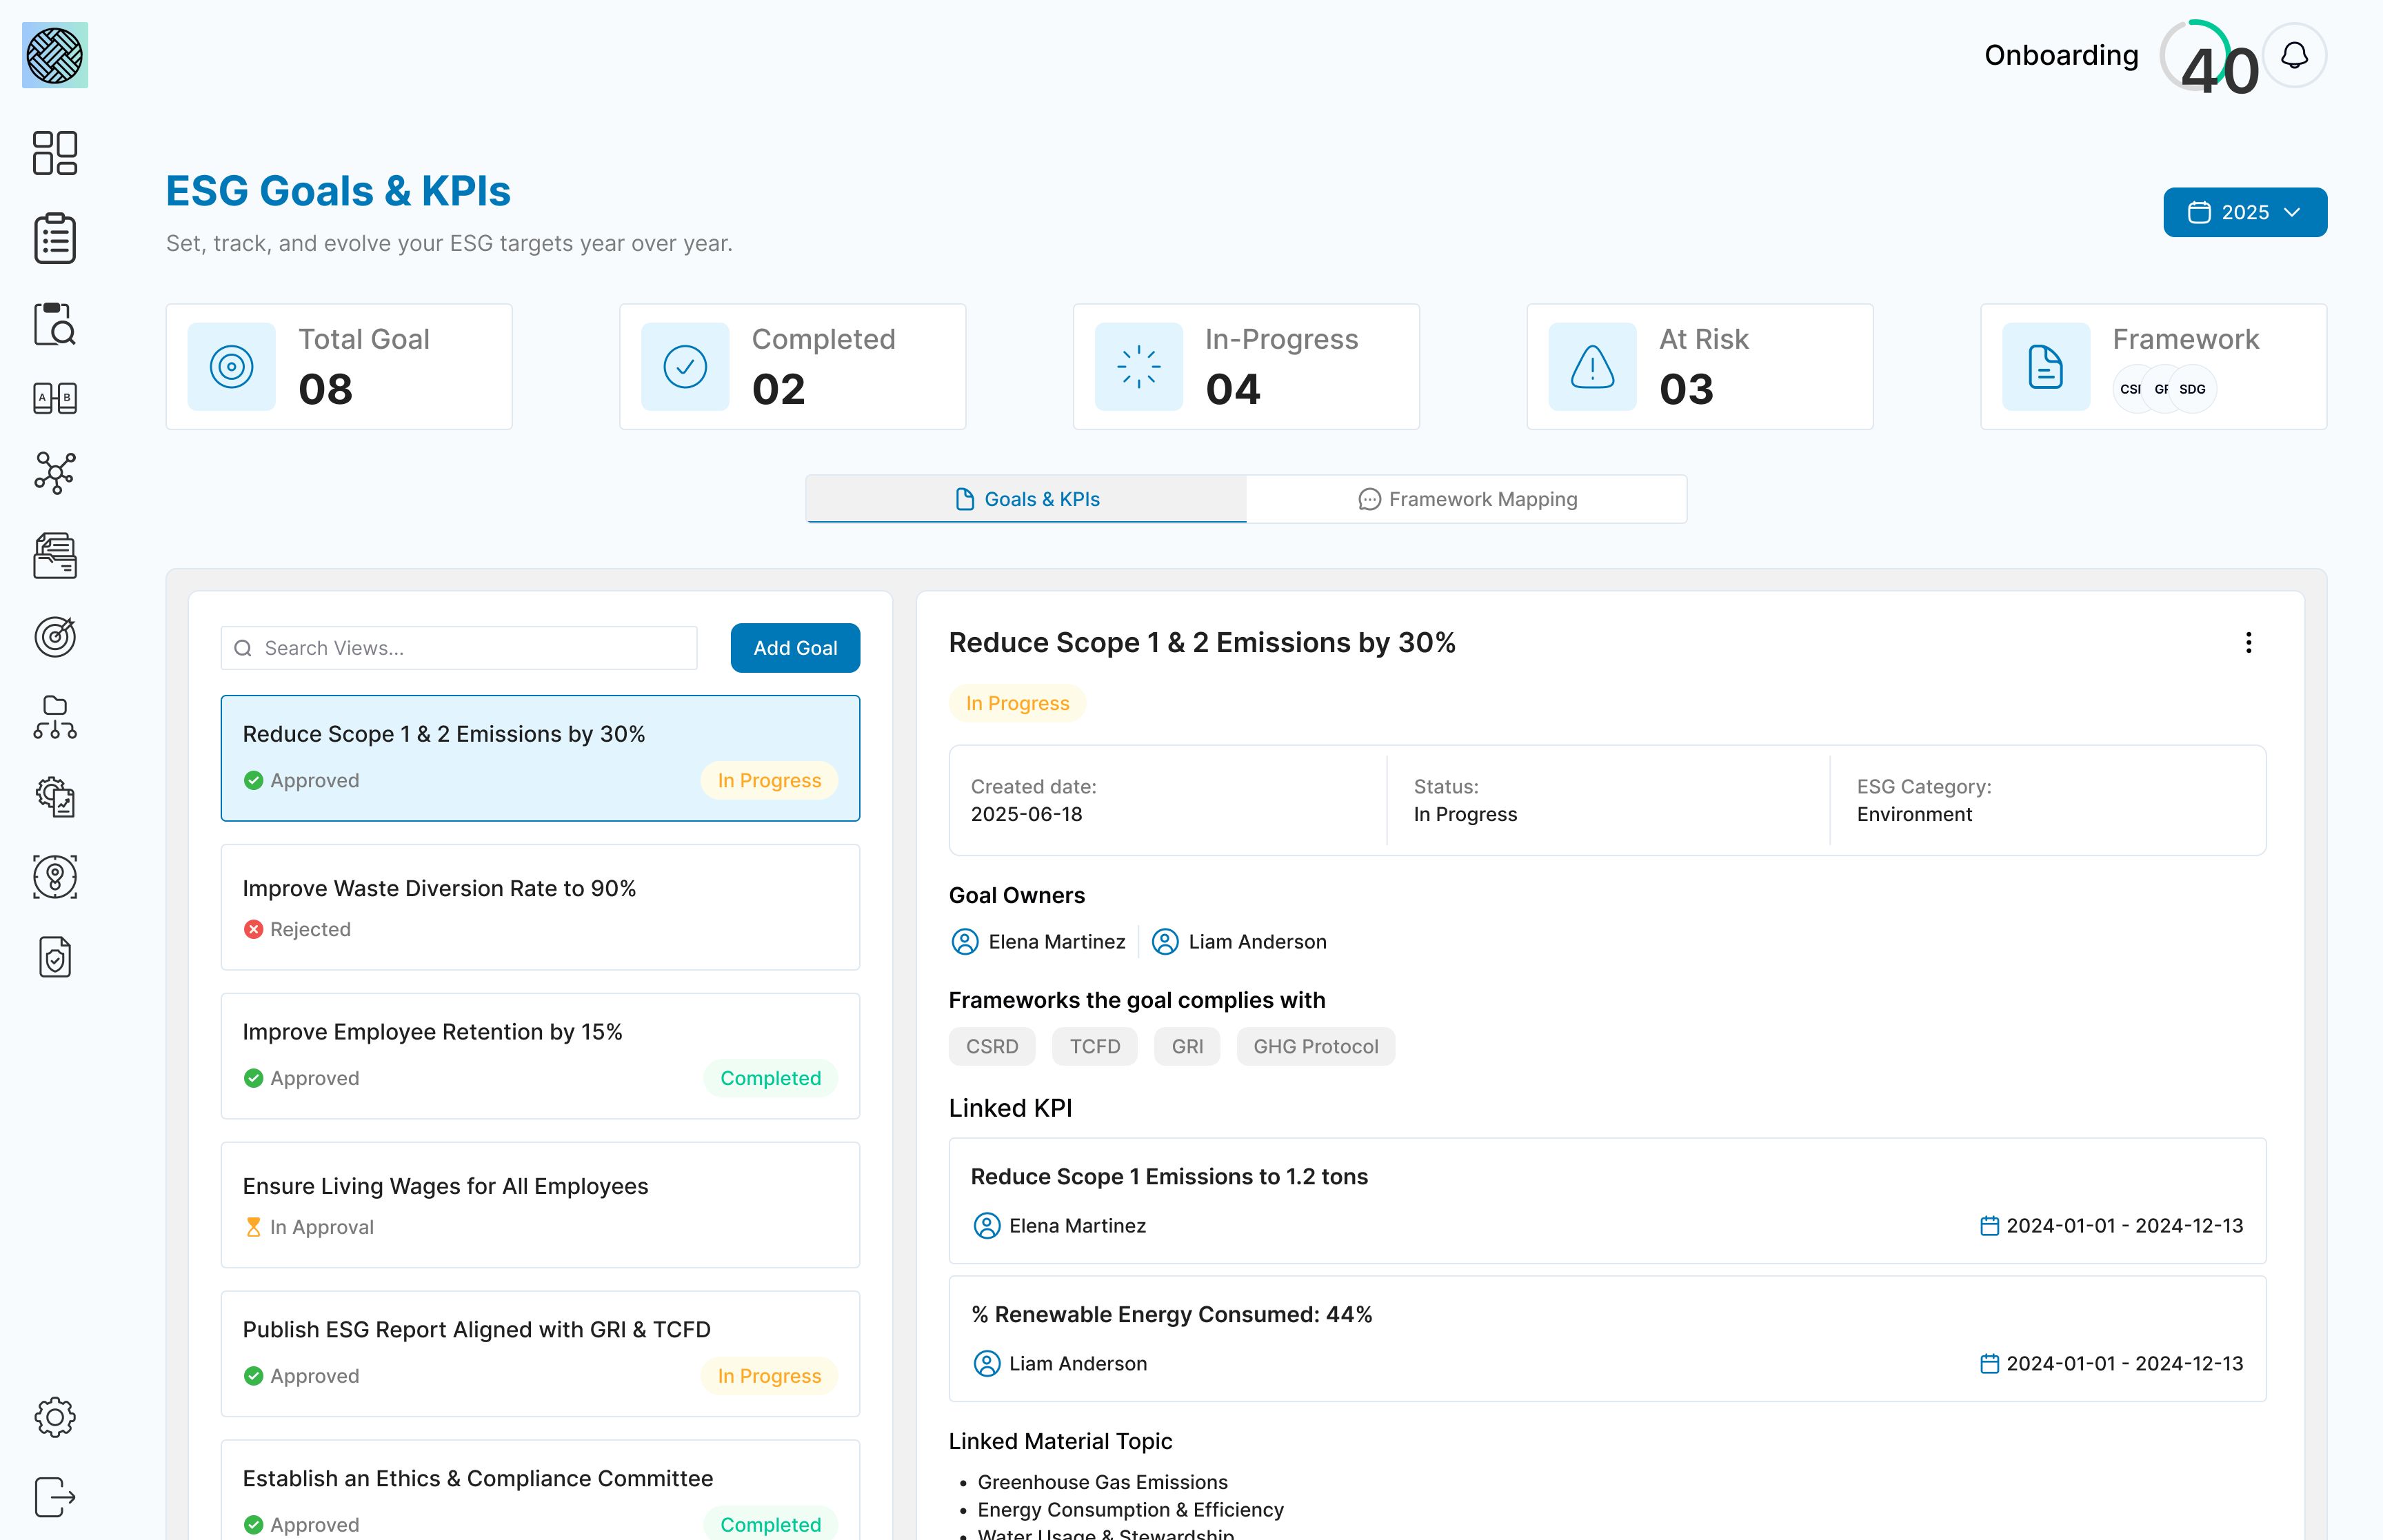 Onboarding
40
ESG Goals & KPIs
Set, track, and evolve your ESG targets year over year.
2025
Total Goal
08
Completed
02
In-Progress
04
At Risk
03
Framework
CSI GF SDG
Goals & KPIs
Framework Mapping
A B
Search Views...
Add Goal
Reduce Scope 1 & 2 Emissions by 30%
Approved
In Progress
Improve Waste Diversion Rate to 90%
Rejected
Improve Employee Retention by 15%
Approved
Completed
Ensure Living Wages for All Employees
In Approval
Publish ESG Report Aligned with GRI & TCFD
Approved
In Progress
Establish an Ethics & Compliance Committee
Approved
Completed
Reduce Scope 1 & 2 Emissions by 30%
In Progress
Created date:
2025-06-18
Status:
In Progress
ESG Category:
Environment
Goal Owners
Elena Martinez
Liam Anderson
Frameworks the goal complies with
CSRD
TCFD
GRI
GHG Protocol
Linked KPI
Reduce Scope 1 Emissions to 1.2 tons
Elena Martinez
2024-01-01 - 2024-12-13
% Renewable Energy Consumed: 44%
Liam Anderson
2024-01-01 - 2024-12-13
Linked Material Topic
• Greenhouse Gas Emissions
• Energy Consumption & Efficiency
• Water Usage & Stewardship